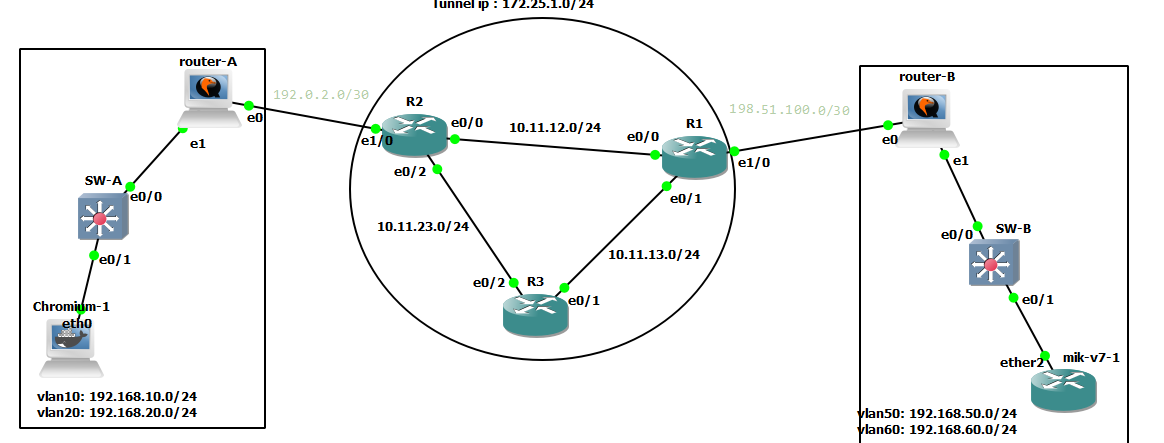 Tunnel ip : 172.25.1.0/24
router-A
192.0.2.0/30
e0
e1
SW-A
e0/0
e0/1
Chromium-1
eth0
vlan10: 192.168.10.0/24
vlan20: 192.168.20.0/24
R2
e1/0
e0/0
e0/2
10.11.12.0/24
R1
e0/0
e1/0
e0/1
10.11.23.0/24
10.11.13.0/24
R3
e0/2
e0/1
198.51.100.0/30
router-B
e0
e1
e0/0
SW-B
e0/1
ether2
mik-v7-1
vlan50: 192.168.50.0/24
vlan60: 192.168.60.0/24